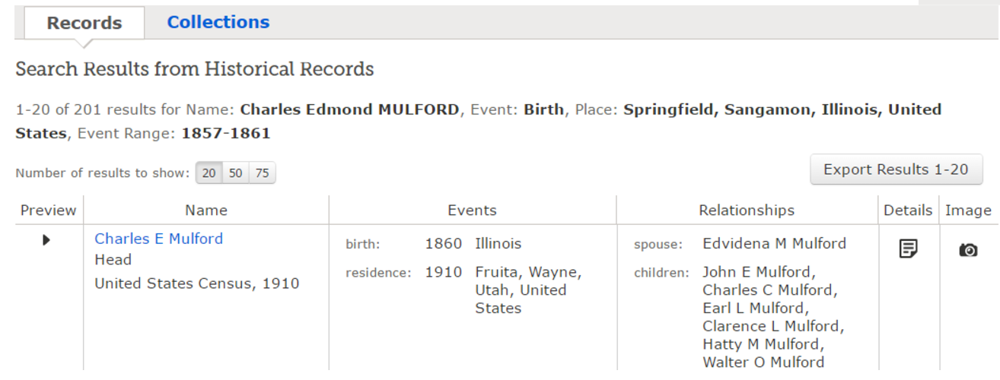 Records Collections
Search Results from Historical Records
1-20 of 201 results for Name: Charles Edmond MULFORD, Event: Birth, Place: Springfield, Sangamon, Illinois, United
States, Event Range: 1857-1861
Number of results to show: 20 50 75
Export Results 1-20
Preview Name Events Relationships Details Image
Charles E Mulford
Head
United States Census, 1910
birth: 1860 Illinois
residence: 1910 Fruita, Wayne,
Utah, United
States
spouse: Edvidena M Mulford
children: John E Mulford,
Charles C Mulford,
Earl L Mulford,
Clarence L Mulford,
Hatty M Mulford,
Walter O Mulford